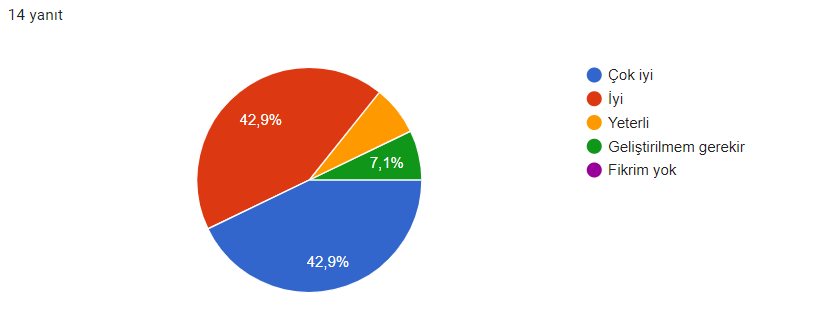 14 yanıt
42,9%
7,1%
42,9%
Çok iyi
İyi
Yeterli
Geliştirilmem gerekir
Fikrim yok